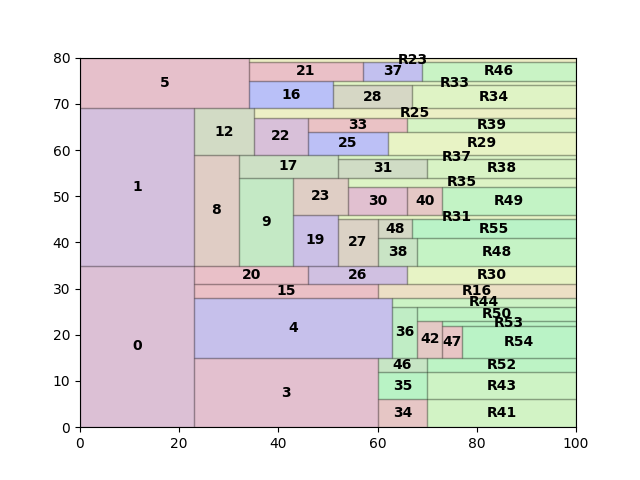 80
R23
21 37 R46
5 R33
70
16 28 R34
R25
12 33 R39
22
60
25 R29
R37
17 31 R38
R35
50
1 8 23 30 40 R49
9
R31
48 R55
40
19 27
38 R48
20 26 R30
30
15 R16
R44
R50
R53
20
4 36 42 47 R54
0
46 R52
10
35 R43
3
34 R41
0
0 20 40 60 80 100